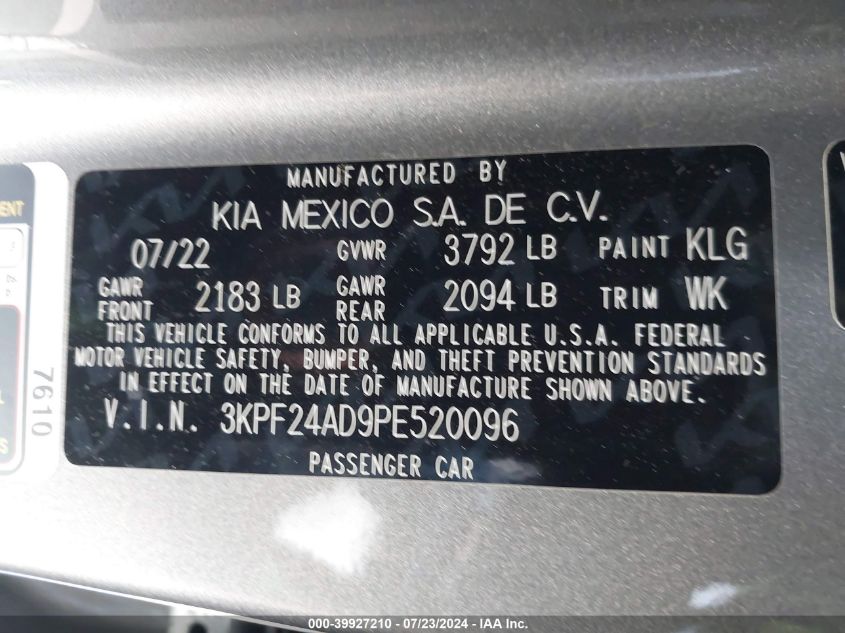 MANUFACTURED BY
KIA MEXICO S.A. DE C.V.
07/22 GVWR 3792 LB PAINT KLG
GAWR FRONT 2183 LB GAWR REAR 2094 LB TRIM WK
THIS VEHICLE CONFORMS TO ALL APPLICABLE U.S.A. FEDERAL
MOTOR VEHICLE SAFETY, BUMPER, AND THEFT PREVENTION STANDARDS
IN EFFECT ON THE DATE OF MANUFACTURE SHOWN ABOVE.
V.I.N. 3KPF24AD9PE520096
PASSENGER CAR
7610
000-39927210 - 07/23/2024 - IAA Inc.